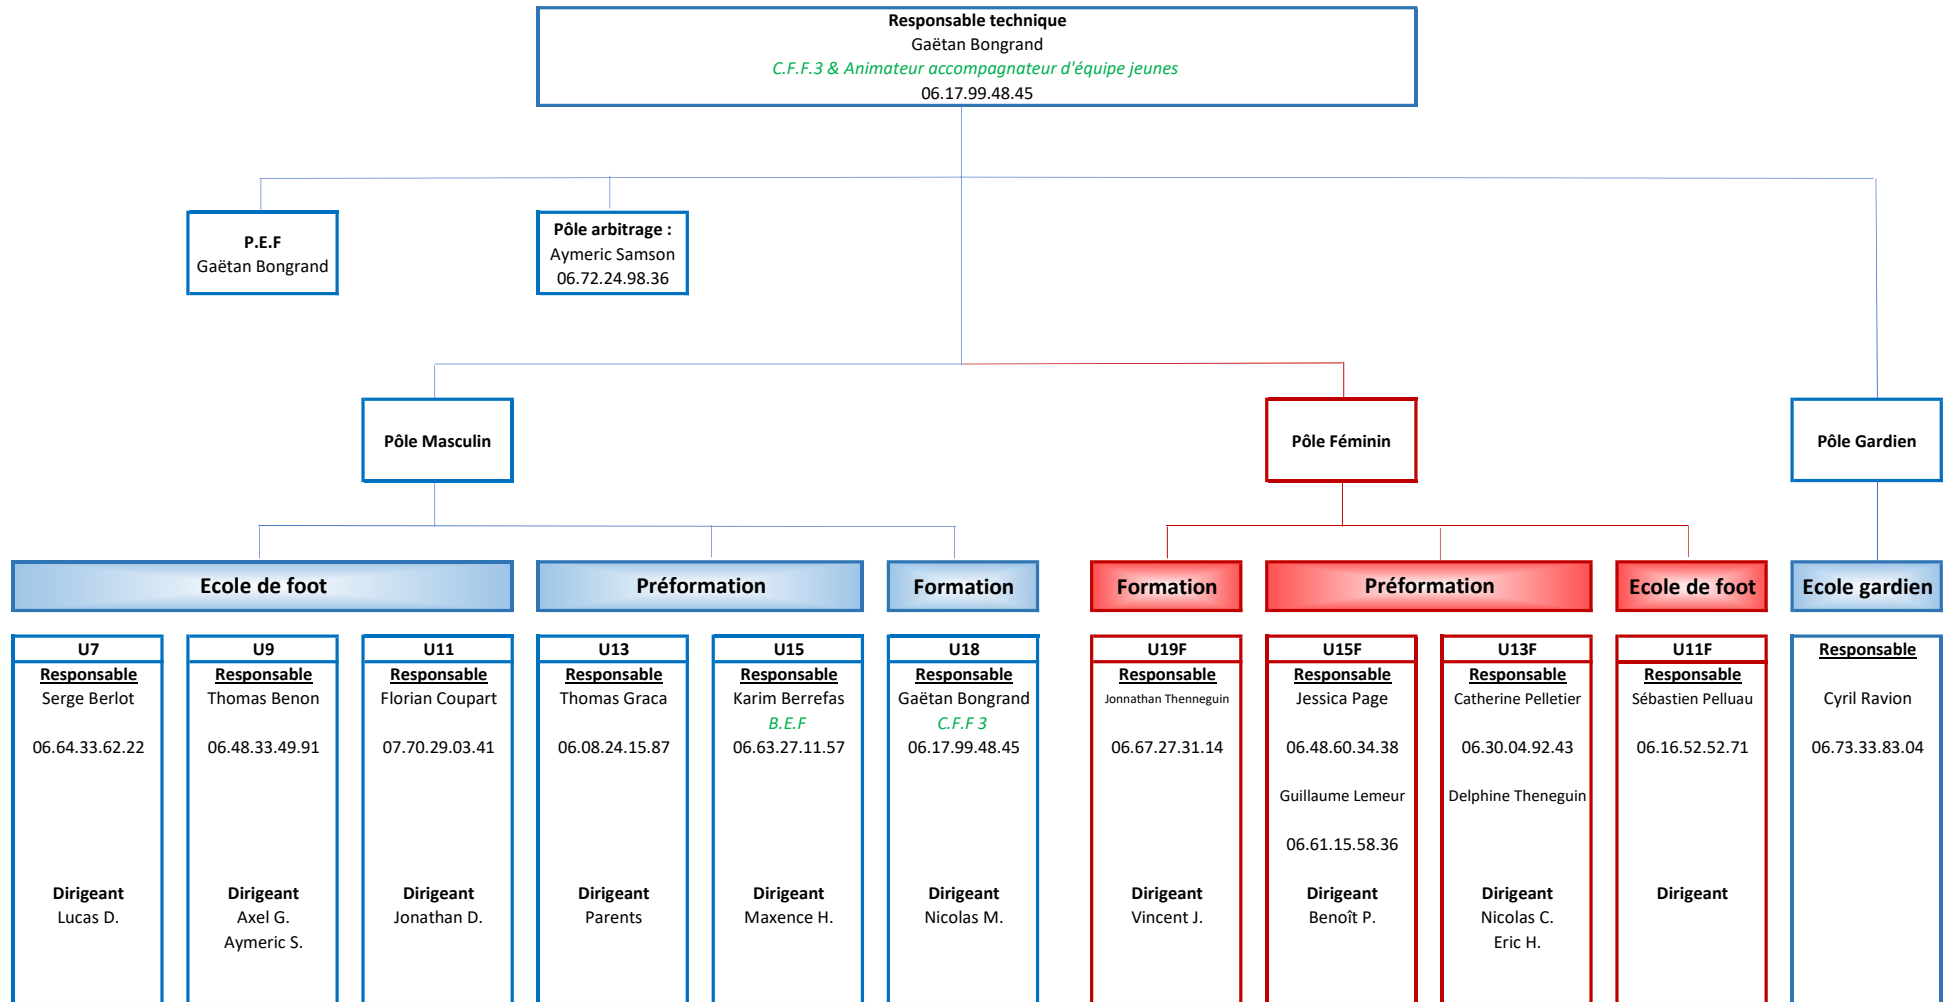 Responsable technique
Gaëtan Bongrand
C.F.F.3 & Animateur accompagnateur d'équipe jeunes
06.17.99.48.45
P.E.F
Gaëtan Bongrand
Pôle arbitrage :
Aymeric Samson
06.72.24.98.36
Pôle Masculin
Pôle Féminin
Pôle Gardien
Ecole de foot
Préformation
Formation
Formation
Préformation
Ecole de foot
Ecole gardien
U7
Responsable
Serge Berlot
06.64.33.62.22
Dirigeant
Lucas D.
U9
Responsable
Thomas Benon
06.48.33.49.91
Dirigeant
Axel G.
Aymeric S.
U11
Responsable
Florian Coupart
07.70.29.03.41
Dirigeant
Jonathan D.
U13
Responsable
Thomas Graca
06.08.24.15.87
Dirigeant
Parents
U15
Responsable
Karim Berrefas
B.E.F
06.63.27.11.57
Dirigeant
Maxence H.
U18
Responsable
Gaëtan Bongrand
C.F.F 3
06.17.99.48.45
Dirigeant
Nicolas M.
U19F
Responsable
Jonnathan Thenneguin
06.67.27.31.14
Dirigeant
Vincent J.
U15F
Responsable
Jessica Page
06.48.60.34.38
Guillaume Lemeur
06.61.15.58.36
Dirigeant
Benoît P.
U13F
Responsable
Catherine Pelletier
06.30.04.92.43
Delphine Theneguin
Dirigeant
Nicolas C.
Eric H.
U11F
Responsable
Sébastien Pelluau
06.16.52.52.71
Dirigeant
Responsable
Cyril Ravion
06.73.33.83.04